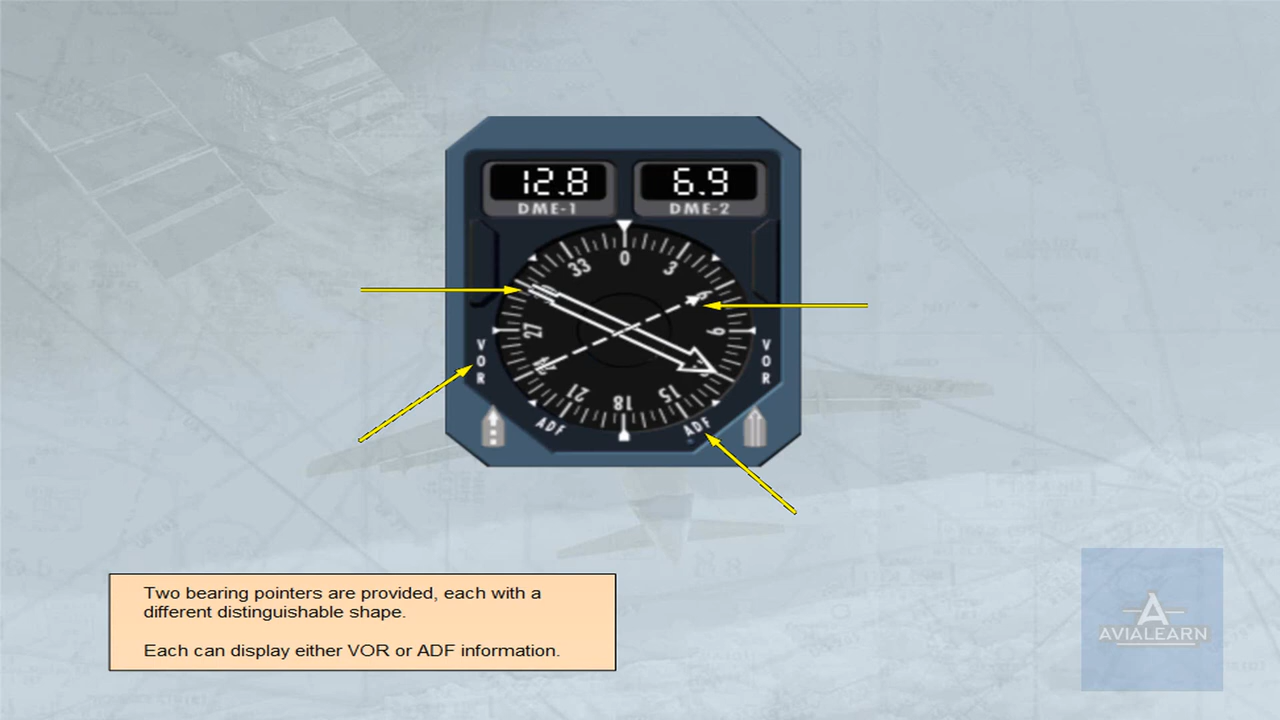 12.8 6.9
DME-1 DME-2
0
33 3
27 9
VOR VOR
21 15
18
ADF ADF
Two bearing pointers are provided, each with a
different distinguishable shape.
Each can display either VOR or ADF information.
A
AVIALEARN